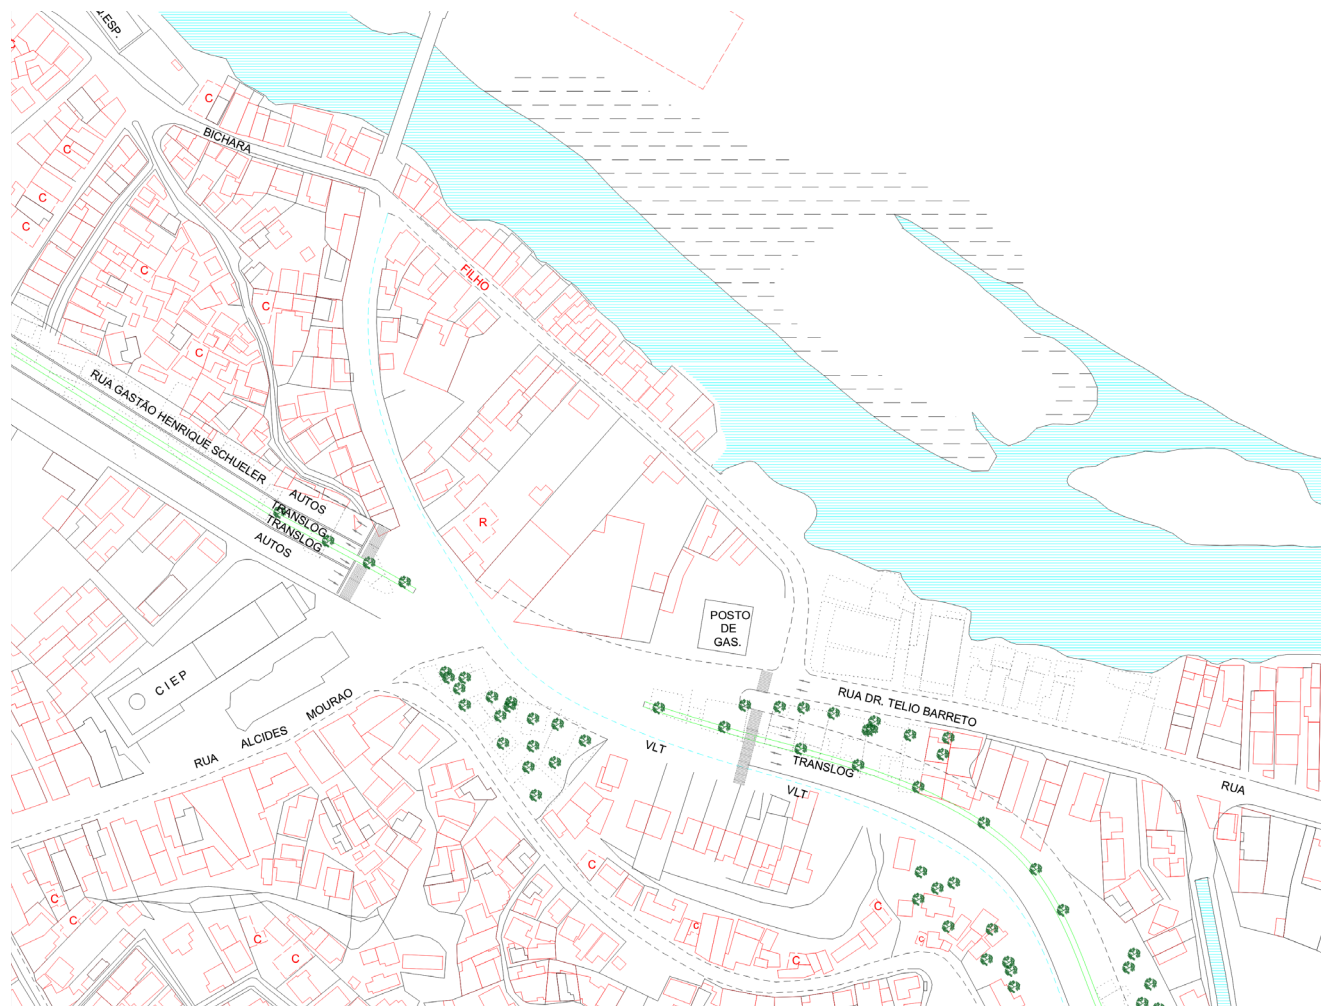 .ESP.
C
BICHARA
C
C
C
C
C
C
FILHO
RUA GASTÃO HENRIQUE SCHUELER
AUTOS
TRANSLOG
TRANSLOG
AUTOS
R
POSTO
DE
GAS.
CIEP
RUA ALCIDES MOURAO
RUA DR. TELIO BARRETO
VLT
TRANSLOG
VLT
RUA
C
C
C
C
C
C
C
C
C